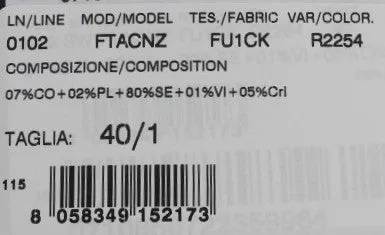 LN/LINE MOD/MODEL TES./FABRIC VAR/COLOR.
0102 FTACNZ FU1CK R2254
COMPOSIZIONE/COMPOSITION
07%CO+02%PL+80%SE+01%VI+05%Crl
TAGLIA: 40/1
115
8 058349 152173